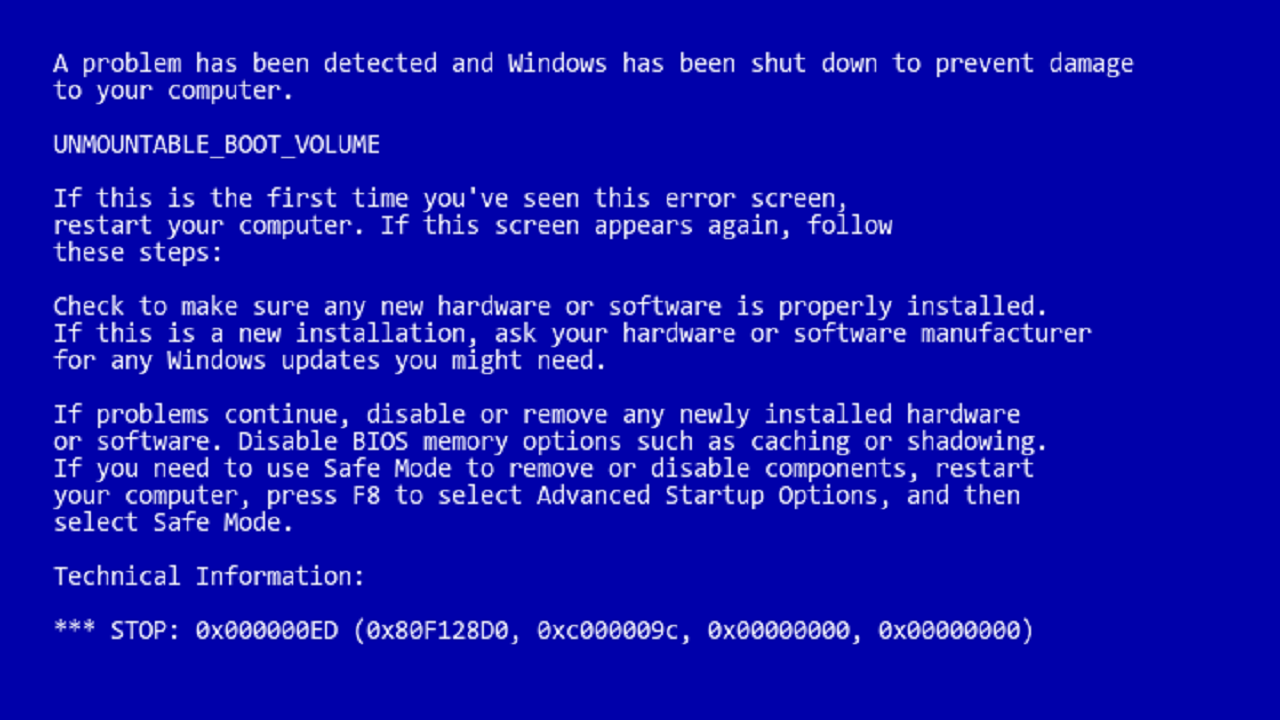 A problem has been detected and Windows has been shut down to prevent damage
to your computer.
UNMOUNTABLE_BOOT_VOLUME
If this is the first time you've seen this error screen,
restart your computer. If this screen appears again, follow
these steps:
Check to make sure any new hardware or software is properly installed.
If this is a new installation, ask your hardware or software manufacturer
for any Windows updates you might need.
If problems continue, disable or remove any newly installed hardware
or software. Disable BIOS memory options such as caching or shadowing.
If you need to use Safe Mode to remove or disable components, restart
your computer, press F8 to select Advanced Startup Options, and then
select Safe Mode.
Technical Information:
*** STOP: 0x000000ED (0x80F128D0, 0xc000009c, 0x00000000, 0x00000000)